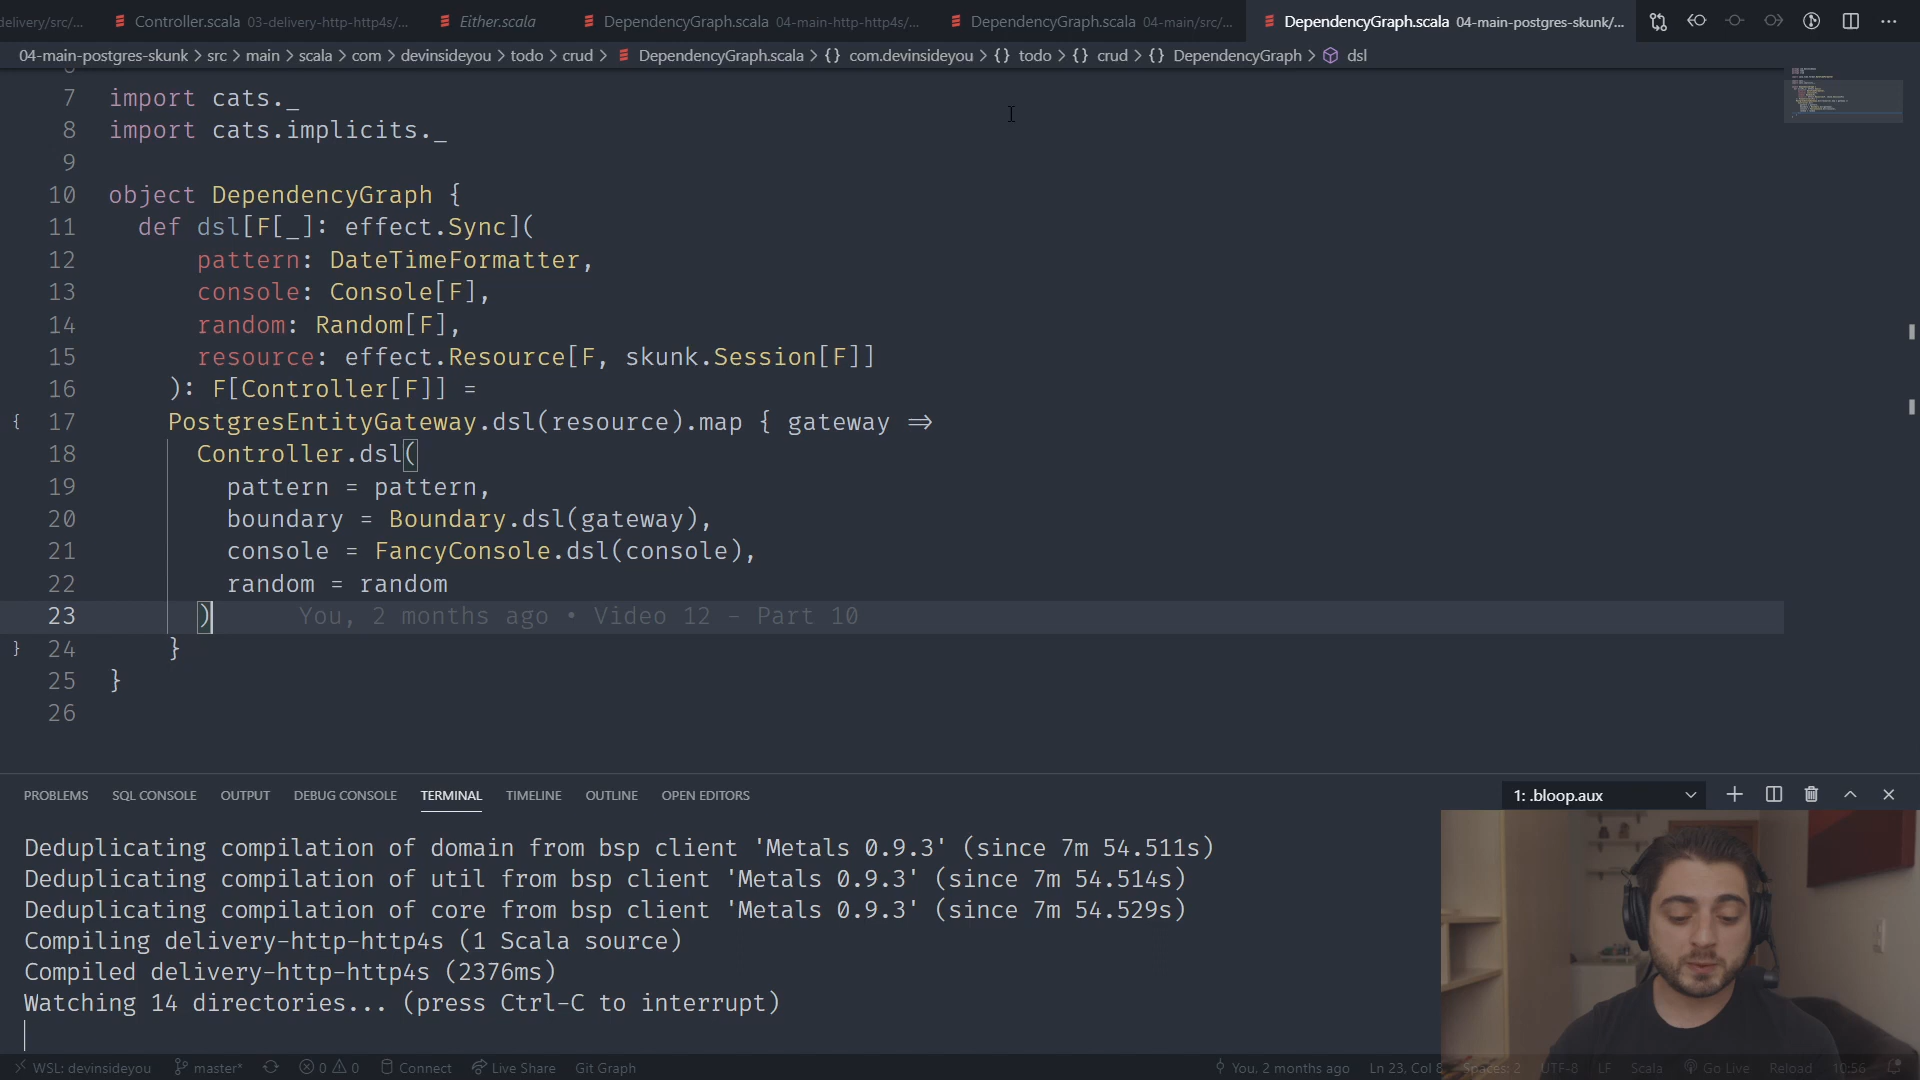 delivery/src/...
Controller.scala 03-delivery-http-http4s/...
Either.scala
DependencyGraph.scala 04-main-http-http4s/...
DependencyGraph.scala 04-main/src/...
DependencyGraph.scala 04-main-postgres-skunk/...
04-main-postgres-skunk > src > main > scala > com > devinsideyou > todo > crud > DependencyGraph.scala > {} com.devinsideyou > {} todo > {} crud > {} DependencyGraph > dsl
7 import cats._
8 import cats.implicits._
9
10 object DependencyGraph {
11 def dsl[F[_]: effect.Sync](
12 pattern: DateTimeFormatter,
13 console: Console[F],
14 random: Random[F],
15 resource: effect.Resource[F, skunk.Session[F]]
16 ): F[Controller[F]] =
{ 17 PostgresEntityGateway.dsl(resource).map { gateway ⇒
18 Controller.dsl(
19 pattern = pattern,
20 boundary = Boundary.dsl(gateway),
21 console = FancyConsole.dsl(console),
22 random = random
23 ) You, 2 months ago • Video 12 - Part 10
} 24 }
25 }
26
PROBLEMS SQL CONSOLE OUTPUT DEBUG CONSOLE TERMINAL TIMELINE OUTLINE OPEN EDITORS 1: .bloop.aux
Deduplicating compilation of domain from bsp client 'Metals 0.9.3' (since 7m 54.511s)
Deduplicating compilation of util from bsp client 'Metals 0.9.3' (since 7m 54.514s)
Deduplicating compilation of core from bsp client 'Metals 0.9.3' (since 7m 54.529s)
Compiling delivery-http-http4s (1 Scala source)
Compiled delivery-http-http4s (2376ms)
Watching 14 directories... (press Ctrl-C to interrupt)
WSL: devinsideyou master* 0 0 Connect Live Share Git Graph You, 2 months ago Ln 23, Col 8 Spaces: 2 UTF-8 LF Scala Go Live Reload 10:56